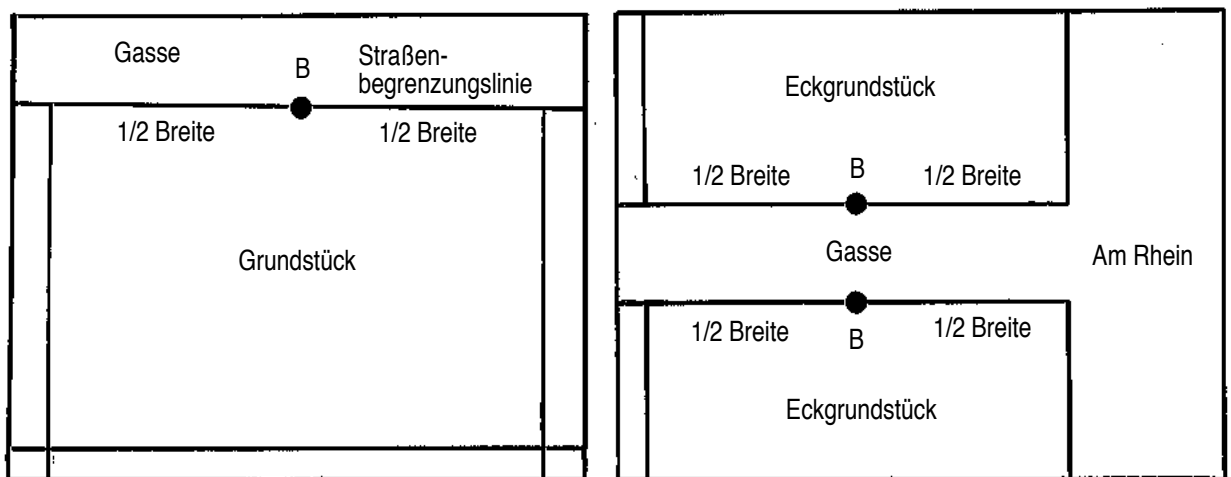 Gasse
B
Straßen-
begrenzungslinie
1/2 Breite
1/2 Breite
Grundstück
Eckgrundstück
1/2 Breite
B
1/2 Breite
Gasse
Am Rhein
1/2 Breite
B
1/2 Breite
Eckgrundstück